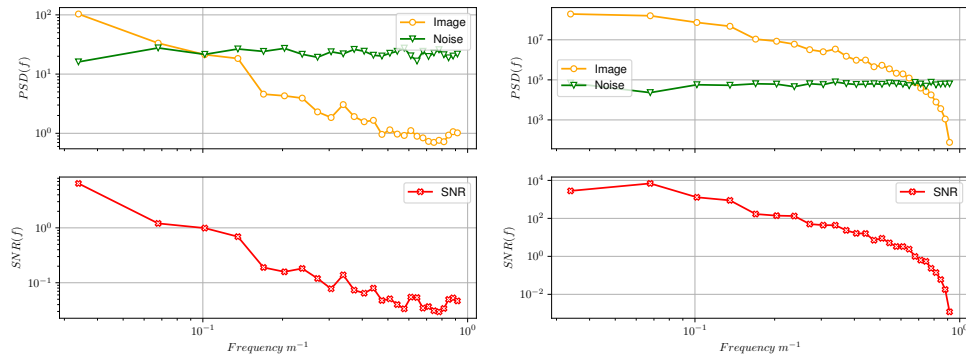 PSD(f)
10²
10¹
10⁰
Image
Noise
PSD(f)
10⁷
10⁵
10³
Image
Noise
SNR(f)
10⁰
10⁻¹
SNR
10⁻¹
10⁰
Frequency m⁻¹
SNR(f)
10⁴
10²
10⁰
10⁻²
SNR
10⁻¹
10⁰
Frequency m⁻¹